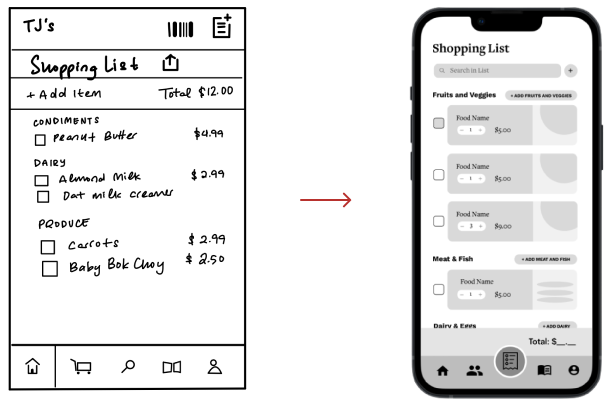 TJ's
Shopping List
+ Add Item Total $12.00
CONDIMENTS
Peanut Butter $4.99
DAIRY
Almond Milk $2.99
Oat milk creamer
PRODUCE
Carrots $2.99
Baby Bok Choy $2.50
Shopping List
Search in List +
Fruits and Veggies + ADD FRUITS AND VEGGIES
Food Name
- 1 + $5.00
Food Name
- 1 + $5.00
Food Name
- 3 + $9.00
Meat & Fish + ADD MEAT AND FISH
Food Name
- 1 + $5.00
Dairy & Eggs + ADD DAIRY
Total: $__.__